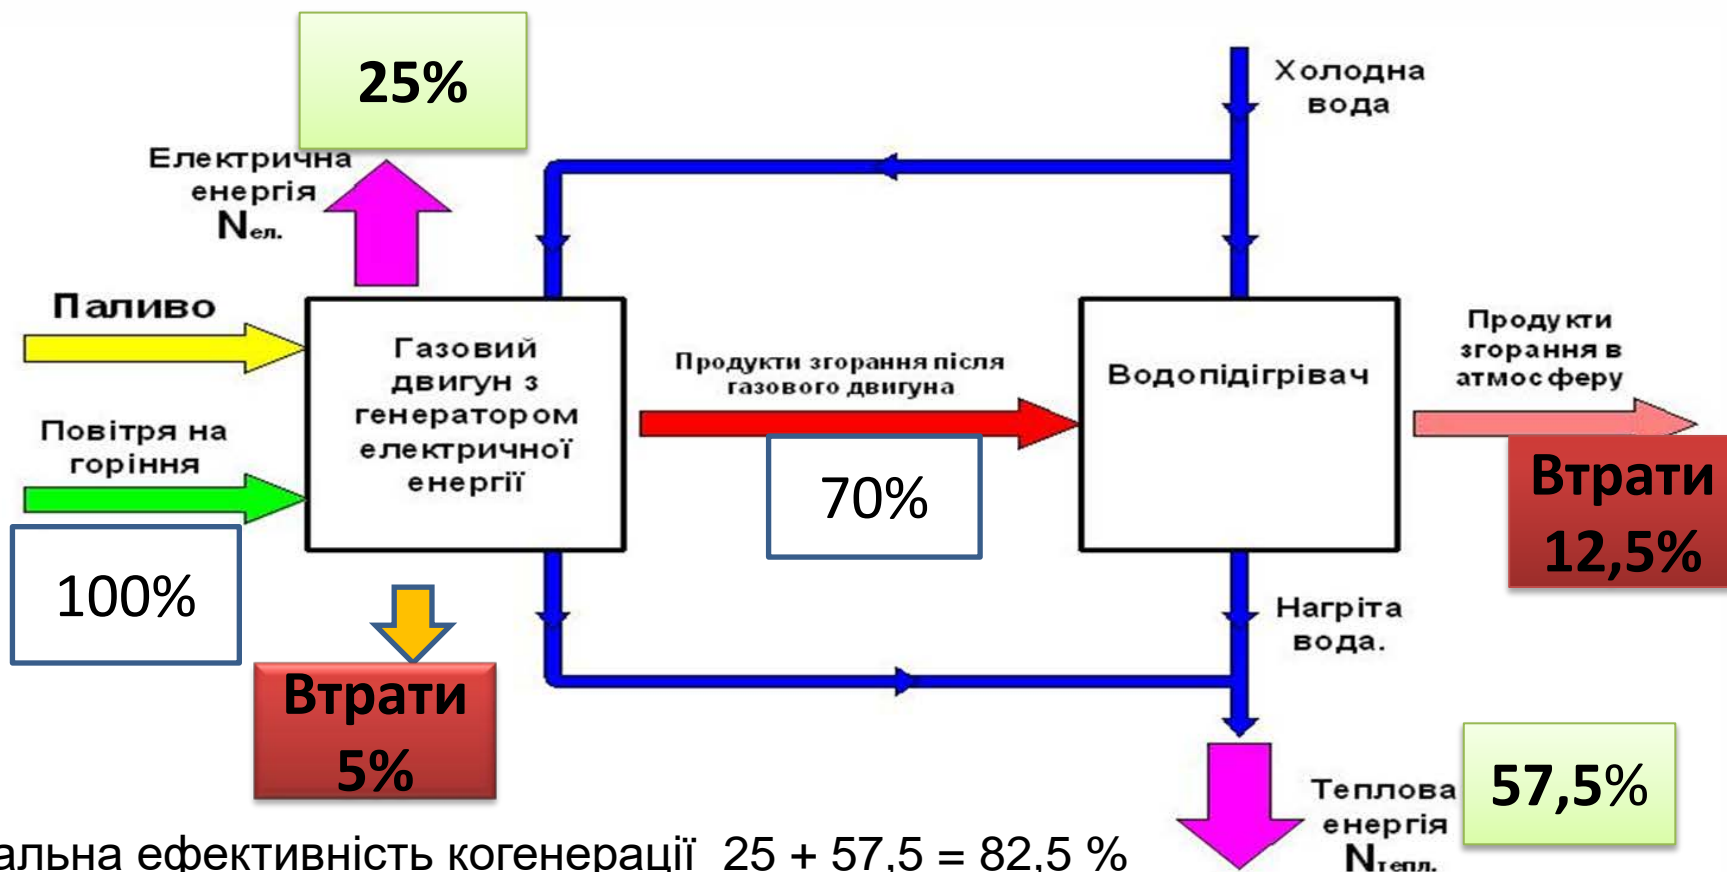 25%
Електрична
енергія
Nел.
Холодна
вода
Паливо
Газовий
двигун з
генератором
електричної
енергії
Повітря на
горіння
100%
Продукти згорання після
газового двигуна
70%
Водопідігрівач
Продукти
згорання в
атмосферу
Втрати
12,5%
Втрати
5%
Нагріта
вода.
Теплова
енергія
Nтепл.
57,5%
альна ефективність когенерації 25 + 57,5 = 82,5 %